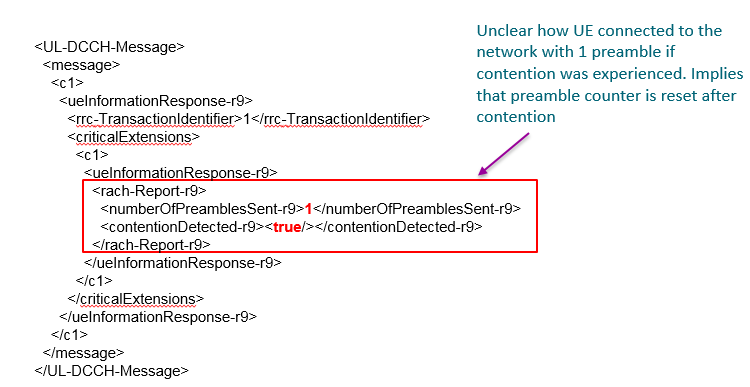 Unclear how UE connected to the
network with 1 preamble if
contention was experienced. Implies
that preamble counter is reset after
contention
<UL-DCCH-Message>
<message>
<c1>
<ueInformationResponse-r9>
<rrc-TransactionIdentifier>1</rrc-TransactionIdentifier>
<criticalExtensions>
<c1>
<ueInformationResponse-r9>
<rach-Report-r9>
<numberOfPreamblesSent-r9>1</numberOfPreamblesSent-r9>
<contentionDetected-r9><true/></contentionDetected-r9>
</rach-Report-r9>
</ueInformationResponse-r9>
</c1>
</criticalExtensions>
</ueInformationResponse-r9>
</c1>
</message>
</UL-DCCH-Message>